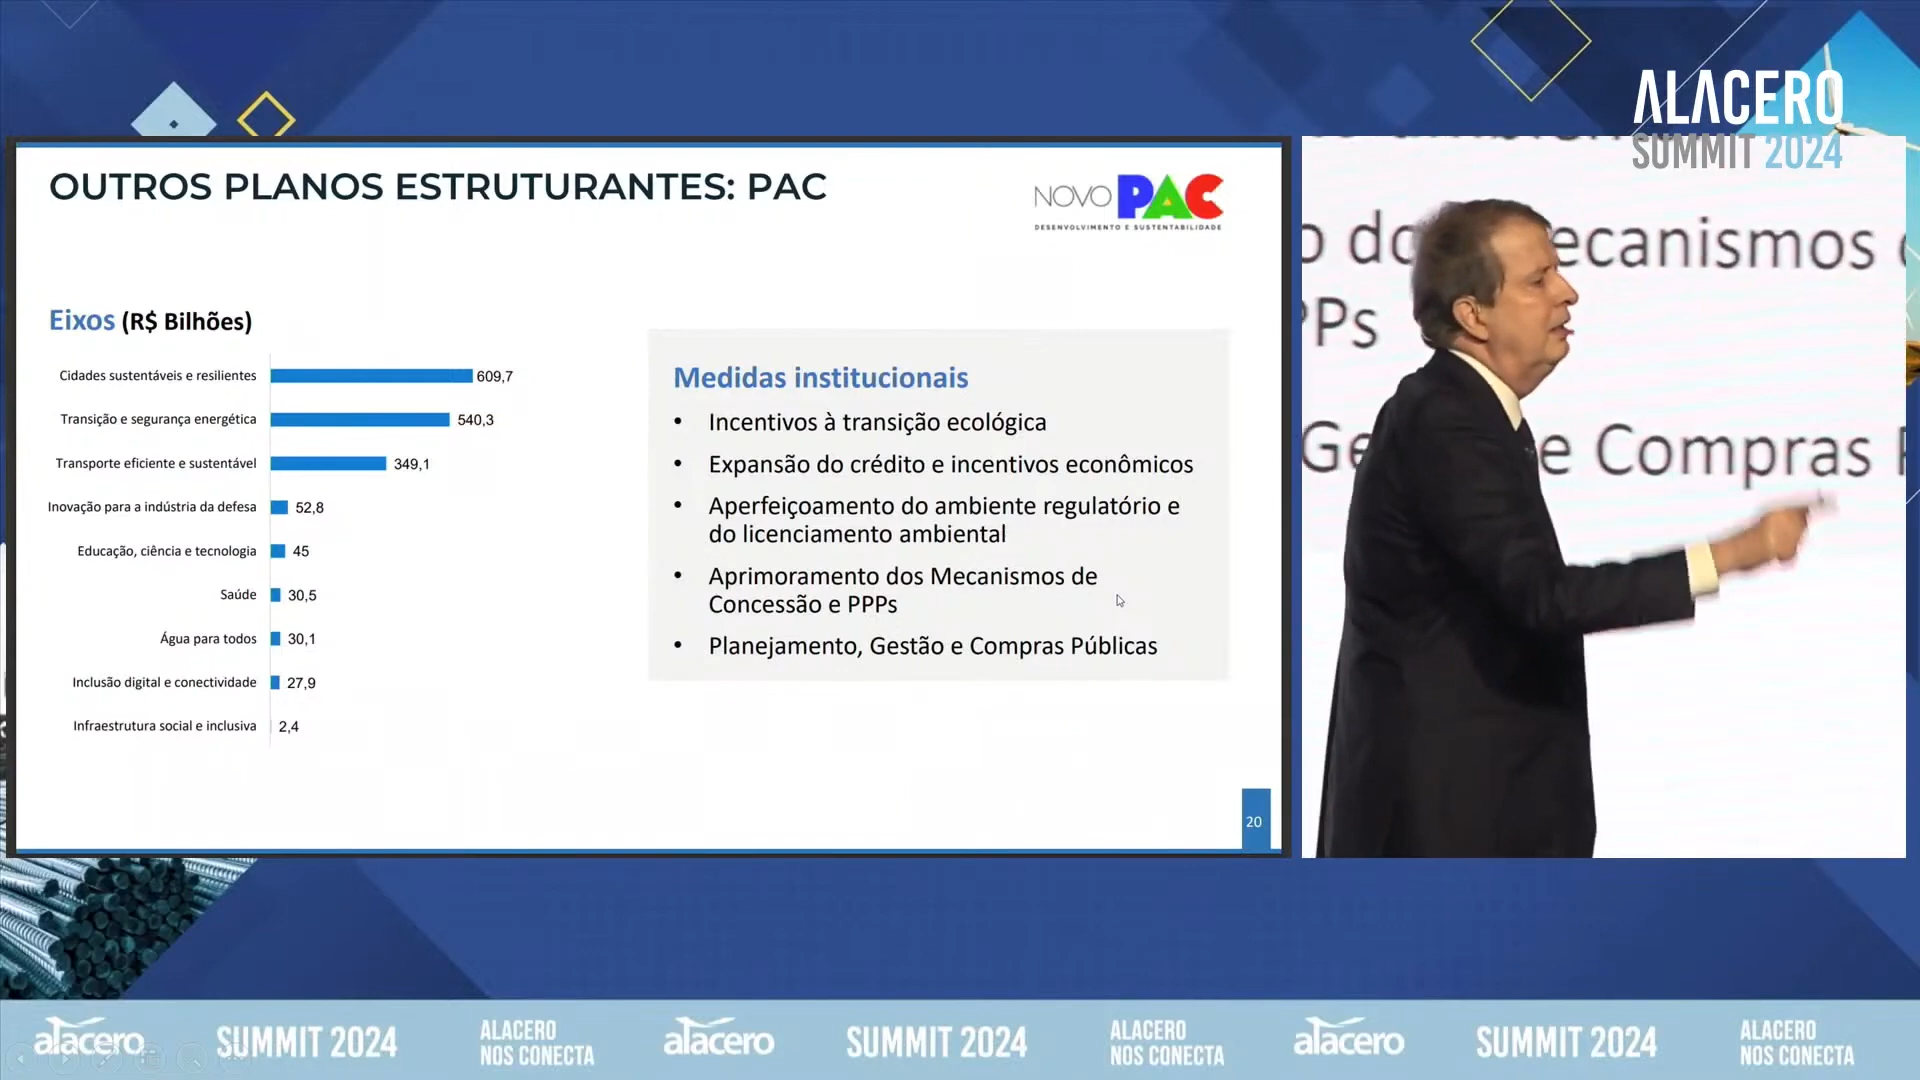 ALACERO
SUMMIT 2024
OUTROS PLANOS ESTRUTURANTES: PAC
NOVO PAC
DESENVOLVIMENTO E SUSTENTABILIDADE
Eixos (R$ Bilhões)
Cidades sustentáveis e resilientes 609,7
Transição e segurança energética 540,3
Transporte eficiente e sustentável 349,1
Inovação para a indústria da defesa 52,8
Educação, ciência e tecnologia 45
Saúde 30,5
Água para todos 30,1
Inclusão digital e conectividade 27,9
Infraestrutura social e inclusiva 2,4
Medidas institucionais
• Incentivos à transição ecológica
• Expansão do crédito e incentivos econômicos
• Aperfeiçoamento do ambiente regulatório e
do licenciamento ambiental
• Aprimoramento dos Mecanismos de
Concessão e PPPs
• Planejamento, Gestão e Compras Públicas
20
o do ecanismos
PPs
Ge e Compras
alacero SUMMIT 2024 ALACERO NOS CONECTA alacero SUMMIT 2024 ALACERO NOS CONECTA alacero SUMMIT 2024 ALACERO NOS CONECTA